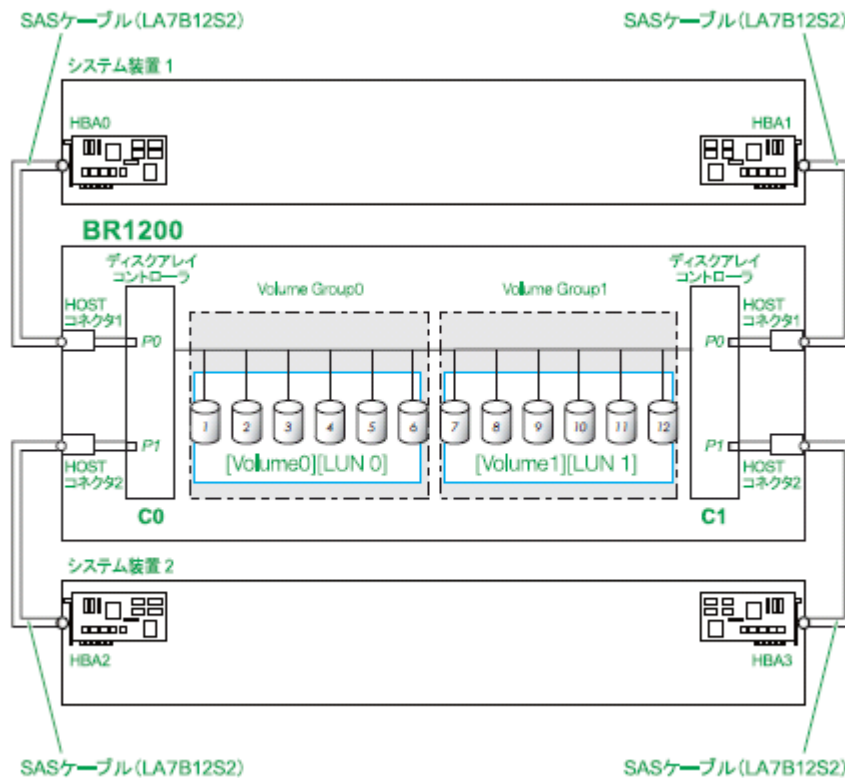 SASケーブル(LA7B12S2)
SASケーブル(LA7B12S2)
システム装置 1
HBA0
HBA1
BR1200
ディスクアレイ
コントローラ
ディスクアレイ
コントローラ
Volume Group0
Volume Group1
HOST
コネクタ1
HOST
コネクタ1
P0
P0
1
2
3
4
5
6
7
8
9
10
11
12
P1
P1
[Volume0][LUN 0]
[Volume1][LUN 1]
HOST
コネクタ2
HOST
コネクタ2
C0
C1
システム装置 2
HBA2
HBA3
SASケーブル(LA7B12S2)
SASケーブル(LA7B12S2)